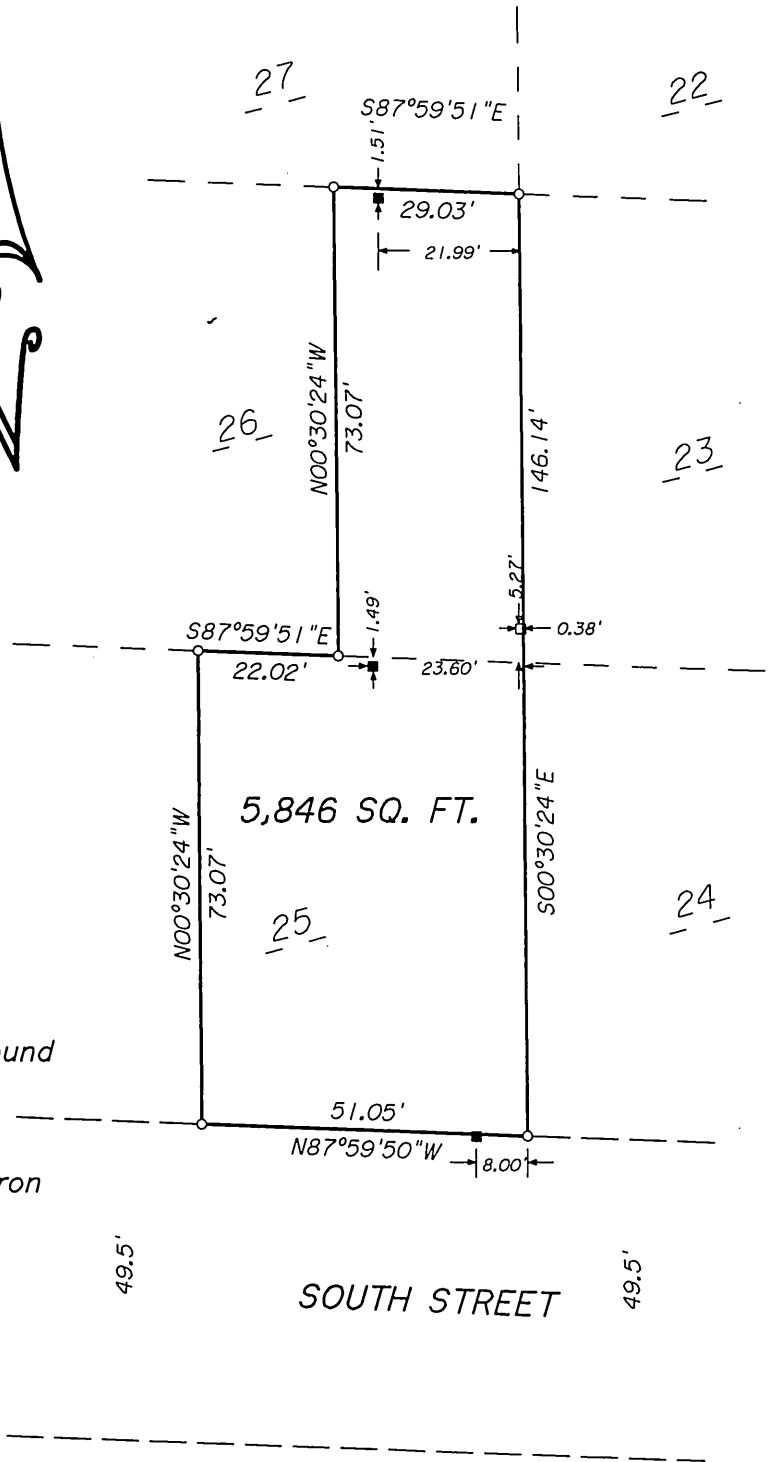 27
22
S87°59'51"E
1.51'
29.03'
21.99'
N00°30'24"W
73.07'
146.14'
26
23
5.27'
0.38'
1.49'
S87°59'51"E
22.02'
23.60'
5,846 SQ. FT.
N00°30'24"W
73.07'
S00°30'24"E
25
24
ound
51.05'
N87°59'50"W
8.00'
ron
49.5'
49.5'
SOUTH STREET